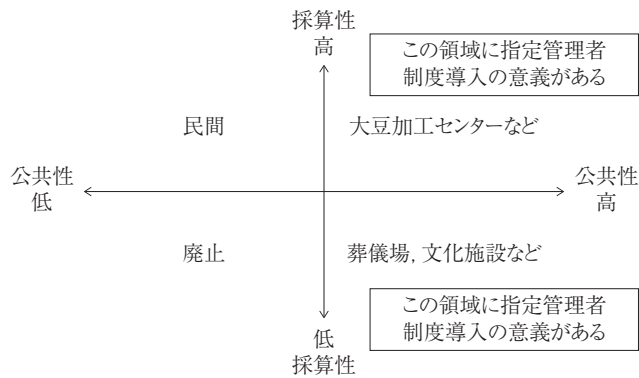 採算性
高
この領域に指定管理者
制度導入の意義がある
民間
大豆加工センターなど
公共性
低
公共性
高
廃止
葬儀場, 文化施設など
この領域に指定管理者
制度導入の意義がある
低
採算性